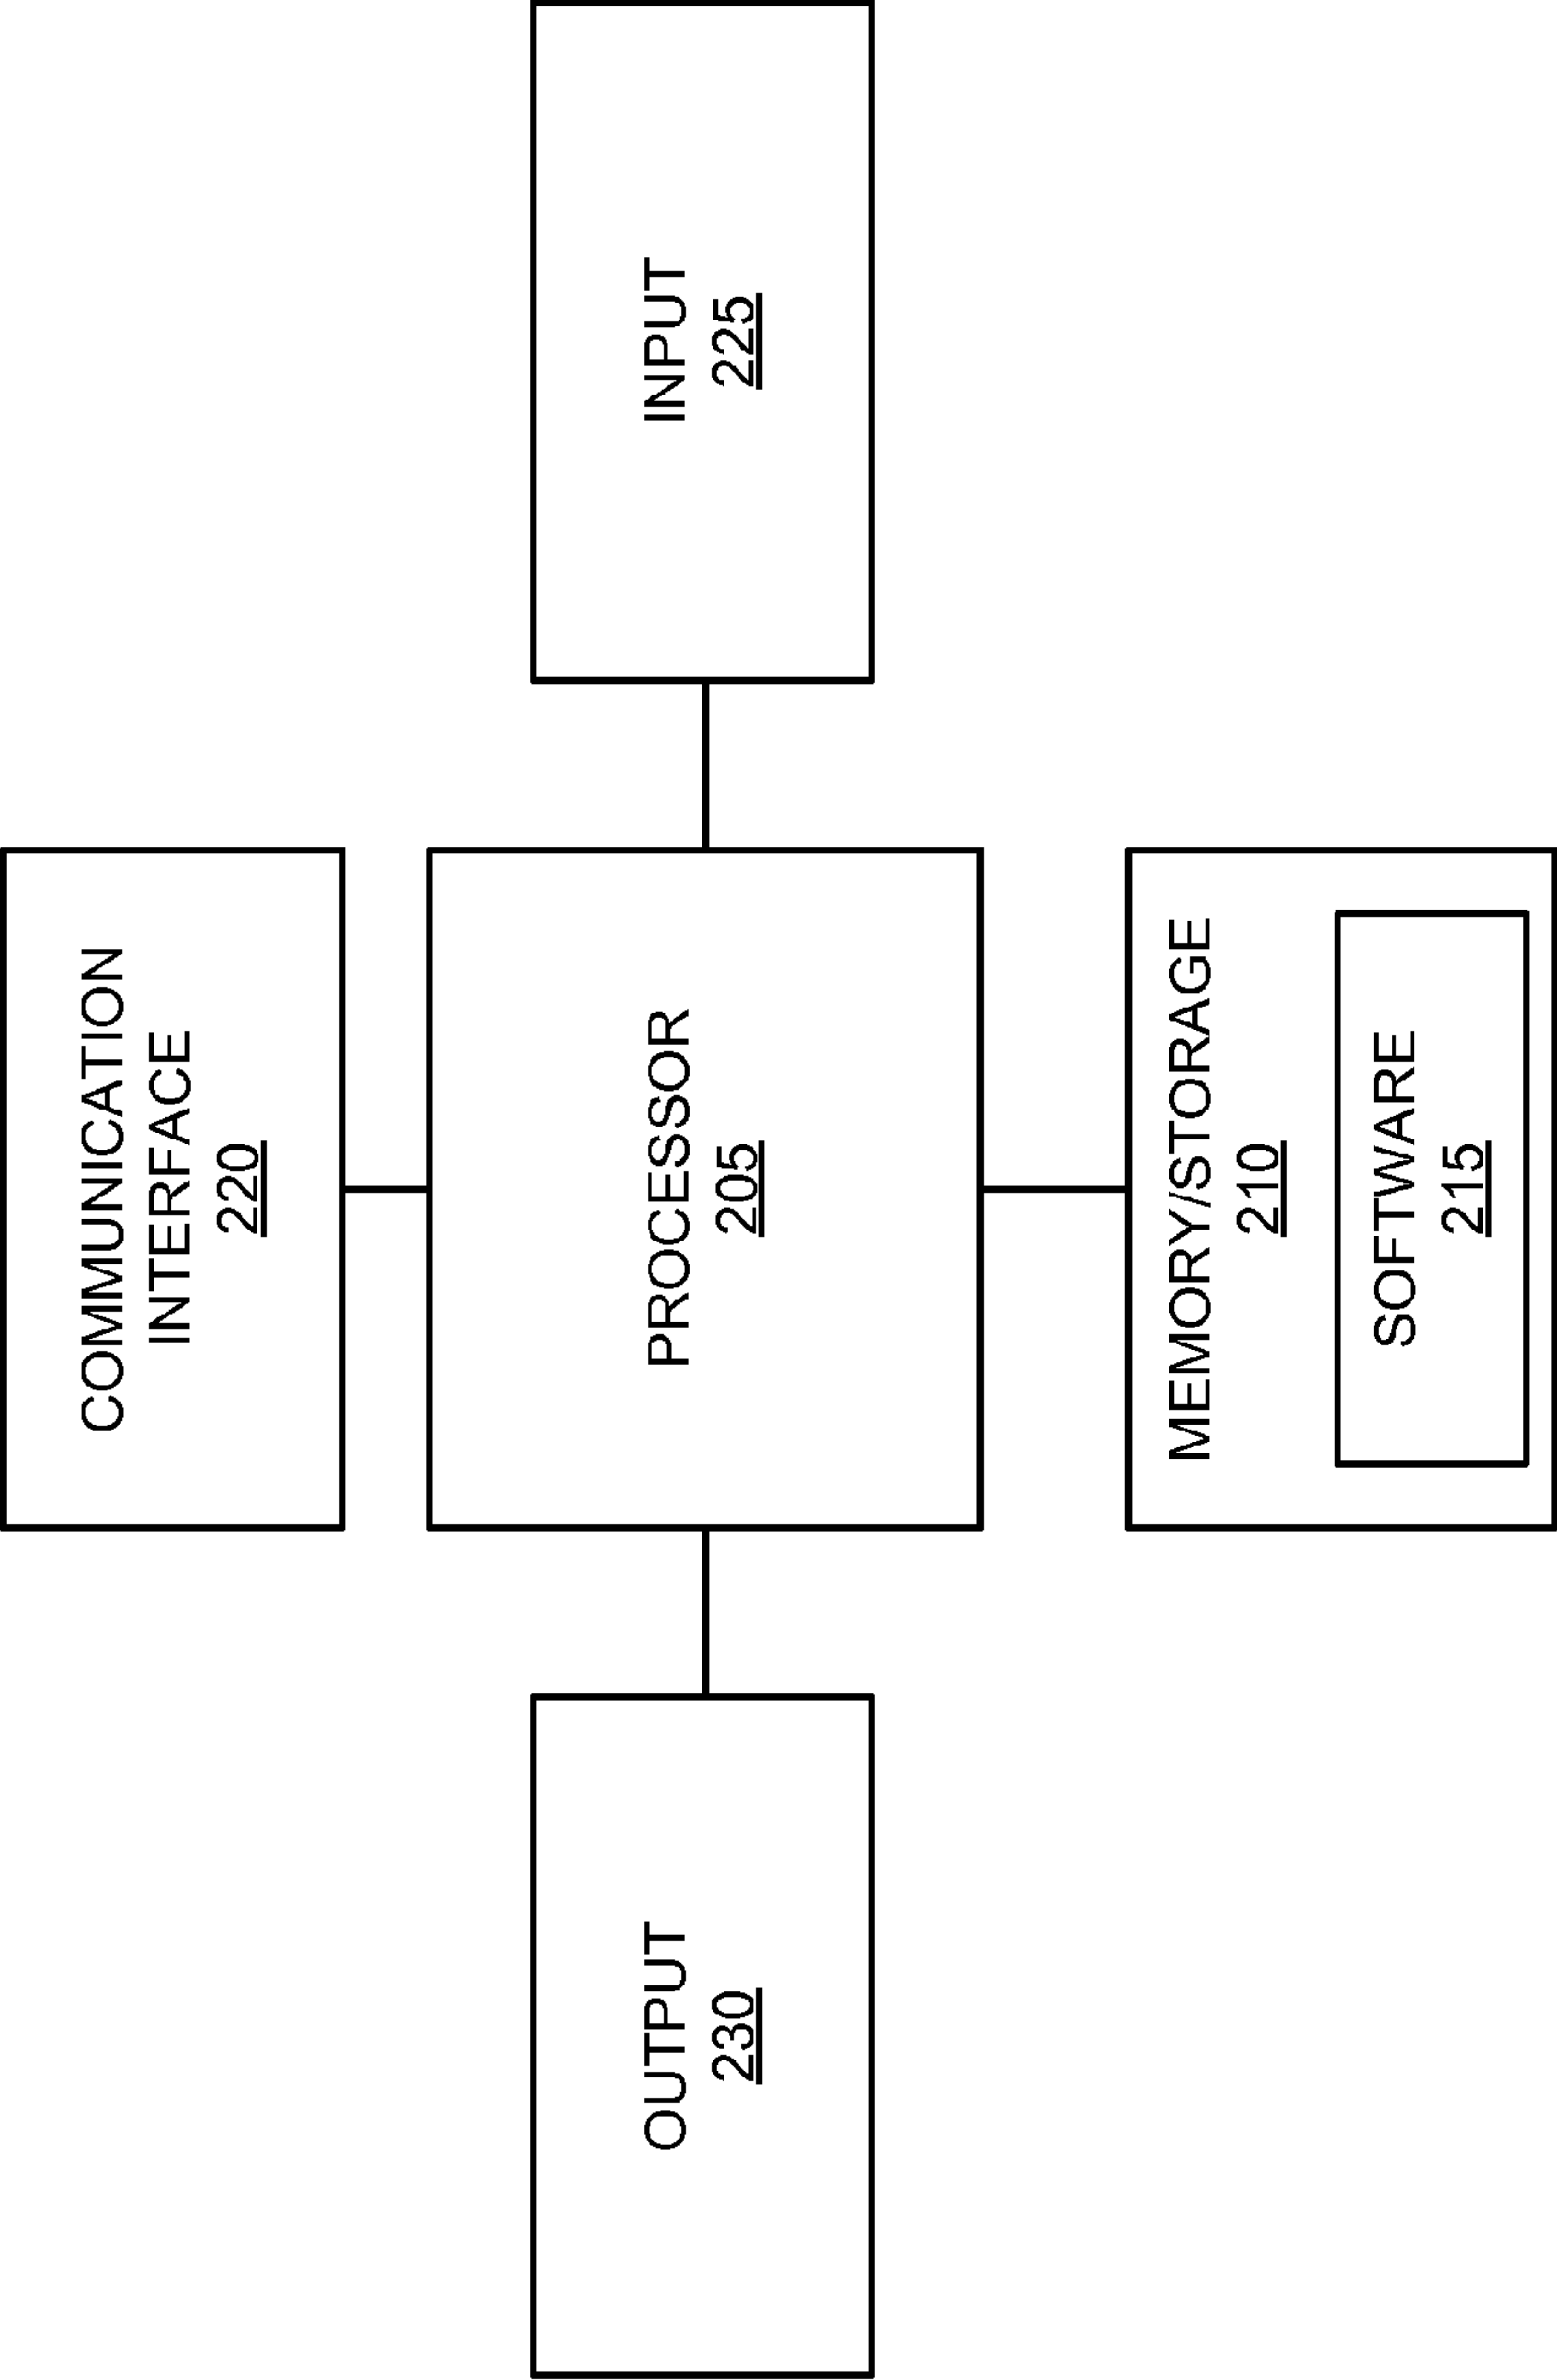 COMMUNICATION
INTERFACE
220
OUTPUT
230
PROCESSOR
205
INPUT
225
MEMORY/STORAGE
210
SOFTWARE
215